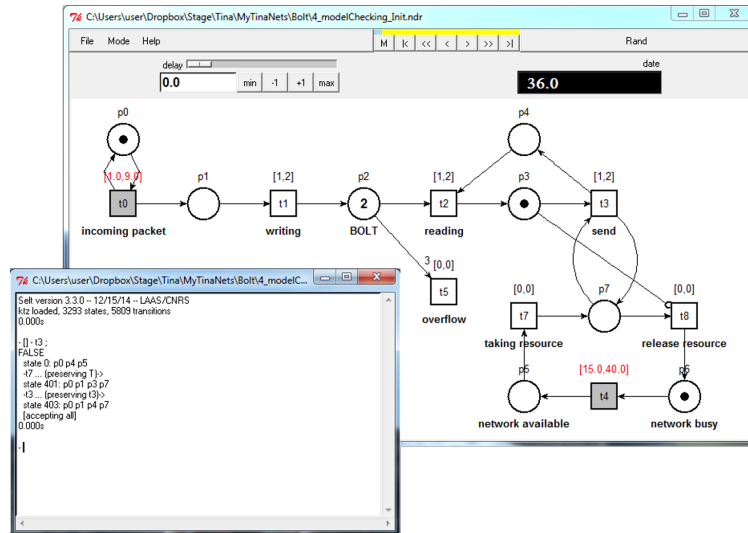 C:\Users\user\Dropbox\Stage\Tina\MyTinaNets\Bolt\4_modelChecking_Init.ndr
File Mode Help M |< << < > >> >| Rand
delay date
0.0 min -1 +1 max 36.0
p0 p4
[1.0,9.0] p1 [1,2] p2 [1,2] p3 [1,2]
t0 t1 2 t2 t3
incoming packet writing BOLT reading send
3 [0,0] [0,0] p7 [0,0]
t5 t7 t8
overflow taking resource release resource
p5 [15.0,40.0] p6
t4
network available network busy
C:\Users\user\Dropbox\Stage\Tina\MyTinaNets\Bolt\4_modelC...
Selt version 3.3.0 -- 12/15/14 -- LAAS/CNRS
ktz loaded, 3293 states, 5809 transitions
0.000s
- [] - t3 ;
FALSE
state 0: p0 p4 p5
-t7 ... (preserving T)->
state 401: p0 p1 p3 p7
-t3 ... (preserving t3)->
state 403: p0 p1 p4 p7
[accepting all]
0.000s
-